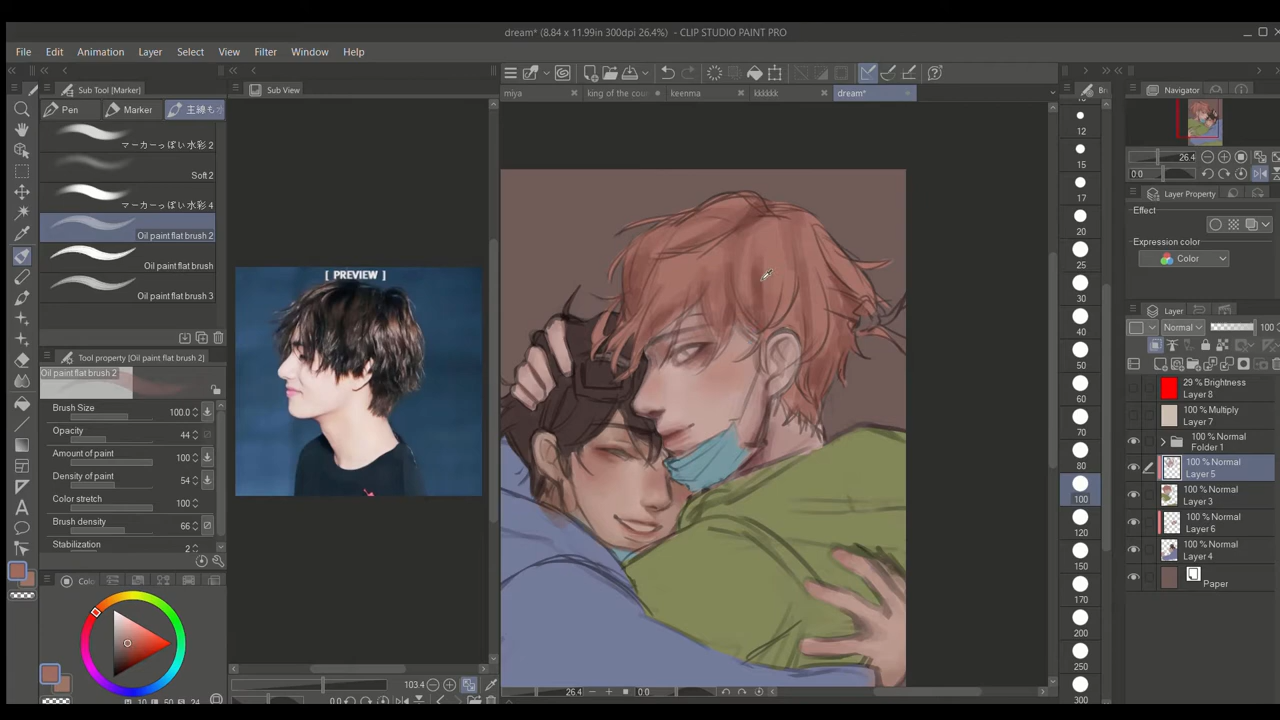 dream* (8.84 x 11.99in 300dpi 26.4%) - CLIP STUDIO PAINT PRO
File Edit Animation Layer Select View Filter Window Help
Sub Tool [Marker]
Pen Marker
マーカーっぽい水彩 2
Soft 2
マーカーっぽい水彩 4
Oil paint flat brush 2
Oil paint flat brush
Oil paint flat brush 3
Tool property [Oil paint flat brush 2]
Oil paint flat brush 2
Brush Size 100.0
Opacity 44
Amount of paint 100
Density of paint 54
Color stretch 100
Brush density 66
Stabilization 2
Colo
Sub View
[ PREVIEW ]
103.4
miya king of the cou keenma kkkkkk dream*
26.4 0.0
12
15
17
20
25
30
40
50
60
70
80
100
120
150
170
200
250
300
Navigator
26.4
0.0
Layer Property
Effect
Expression color
Color
Layer
Normal 100
29 % Brightness
Layer 8
100 % Multiply
Layer 7
100 % Normal
Folder 1
100 % Normal
Layer 5
100 % Normal
Layer 3
100 % Normal
Layer 6
100 % Normal
Layer 4
Paper